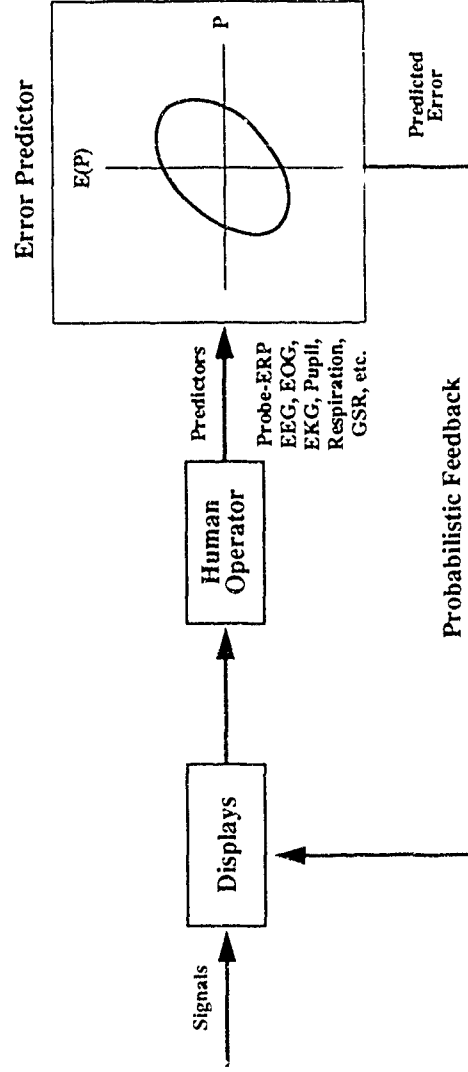 Error Predictor
E(P)
P
Signals
Displays
Human
Operator
Predictors
Probe-ERP
EEG, EOG,
EKG, Pupil,
Respiration,
GSR, etc.
Predicted
Error
Probabilistic Feedback